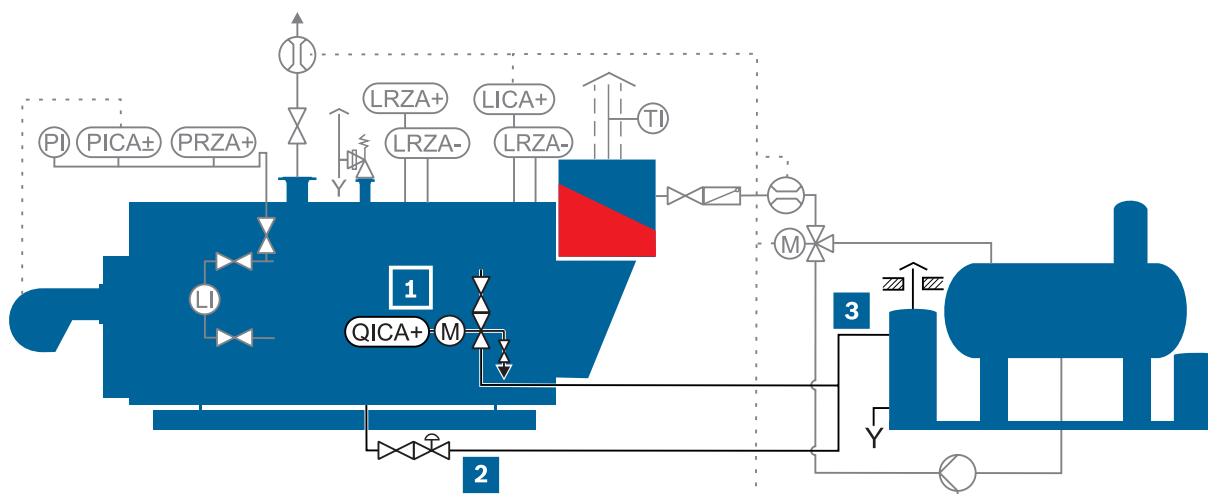 LRZA+
LICA+
TI
PI
PICA±
PRZA+
LRZA-
LRZA-
M
1
LI
3
QICA+
M
2